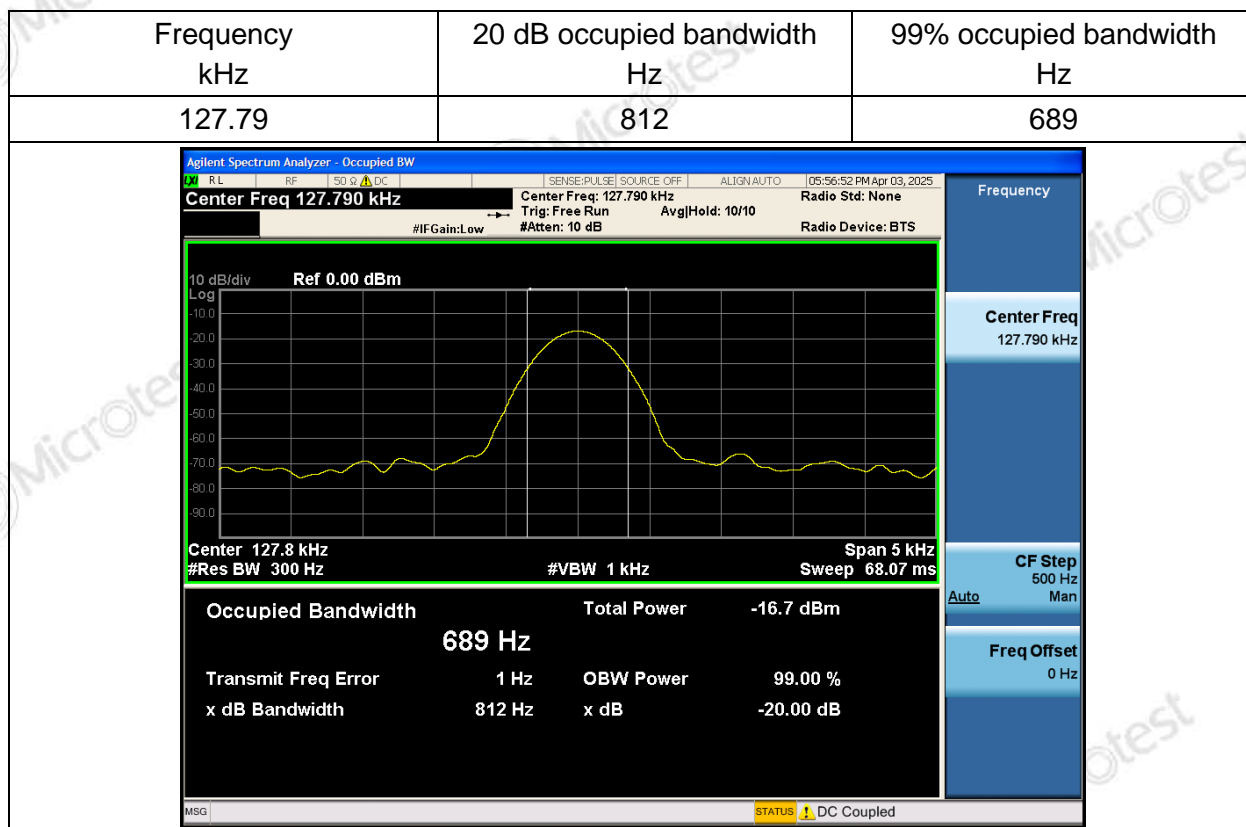 Frequency
kHz
20 dB occupied bandwidth
Hz
99% occupied bandwidth
Hz
127.79
812
689
Agilent Spectrum Analyzer - Occupied BW
LXI RL RF 50 Ω DC SENSE:PULSE SOURCE OFF ALIGN AUTO 05:56:52 PM Apr 03, 2025
Center Freq 127.790 kHz
#IFGain:Low
Center Freq: 127.790 kHz
Trig: Free Run Avg|Hold: 10/10
#Atten: 10 dB
Radio Std: None
Radio Device: BTS
10 dB/div Ref 0.00 dBm
Log
-10.0
-20.0
-30.0
-40.0
-50.0
-60.0
-70.0
-80.0
-90.0
Center 127.8 kHz Span 5 kHz
#Res BW 300 Hz #VBW 1 kHz Sweep 68.07 ms
Occupied Bandwidth Total Power -16.7 dBm
689 Hz
Transmit Freq Error 1 Hz OBW Power 99.00 %
x dB Bandwidth 812 Hz x dB -20.00 dB
Frequency
Center Freq
127.790 kHz
CF Step
500 Hz
Auto Man
Freq Offset
0 Hz
MSG STATUS DC Coupled
Microtest
Microtest
Microtest